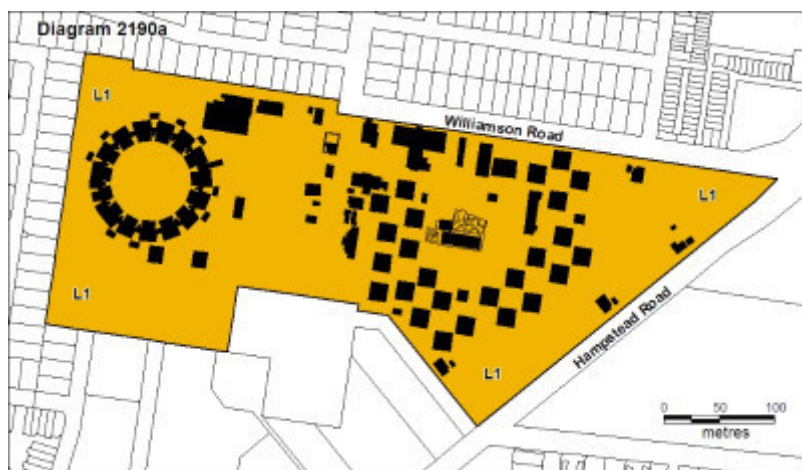 Diagram 2190a
L1
Williamson Road
L1
L1
Hampstead Road
L1
0 50 100
metres